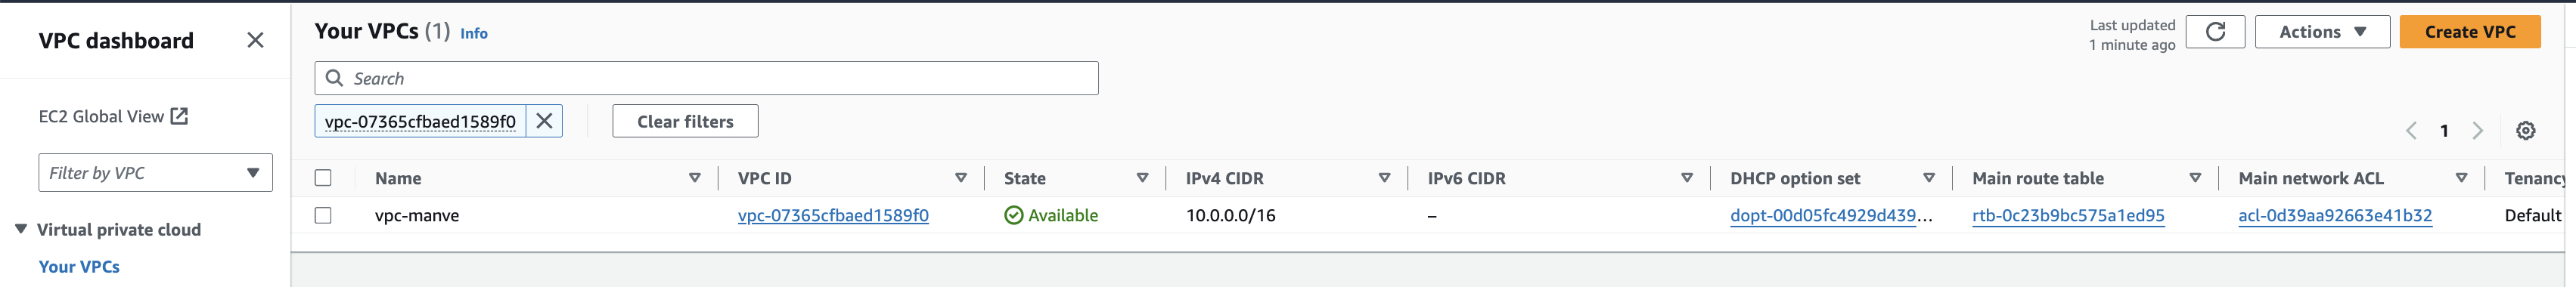 VPC dashboard
EC2 Global View
Filter by VPC
Virtual private cloud
Your VPCs
Your VPCs (1) Info
Last updated
1 minute ago
Actions
Create VPC
Search
vpc-07365cfbaed1589f0
Clear filters
1
Name VPC ID State IPv4 CIDR IPv6 CIDR DHCP option set Main route table Main network ACL Tenancy
vpc-manve vpc-07365cfbaed1589f0 Available 10.0.0.0/16 – dopt-00d05fc4929d439... rtb-0c23b9bc575a1ed95 acl-0d39aa92663e41b32 Default